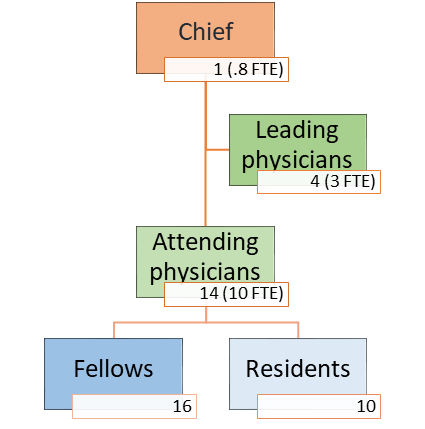 Chief
1 (.8 FTE)
Leading
physicians
4 (3 FTE)
Attending
physicians
14 (10 FTE)
Fellows
16
Residents
10